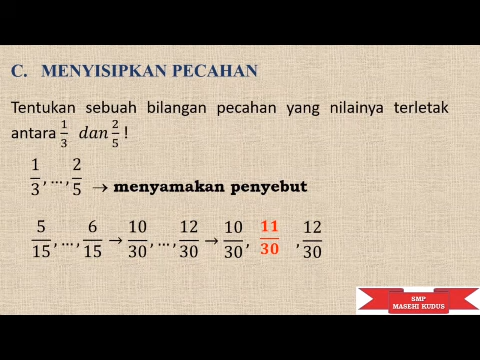 C. MENYISIPKAN PECAHAN
Tentukan sebuah bilangan pecahan yang nilainya terletak
antara 1/3 dan 2/5 !
1/3, ..., 2/5 → menyamakan penyebut
5/15, ..., 6/15 → 10/30, ..., 12/30 → 10/30, 11/30 , 12/30
SMP
MASEHI KUDUS